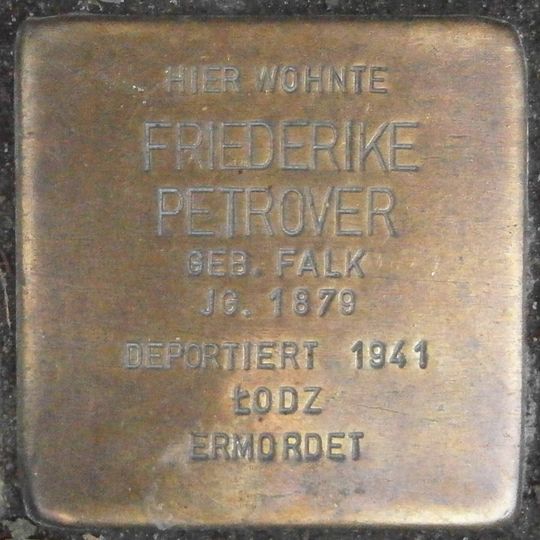 HIER WOHNTE
FRIEDERIKE
PETROVER
GEB. FALK
JG. 1879
DEPORTIERT 1941
ŁODZ
ERMORDET